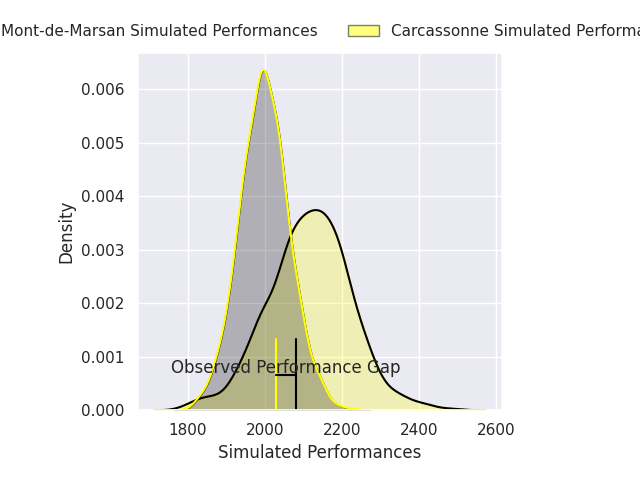 Mont-de-Marsan Simulated Performances
Carcassonne Simulated Performa
0.006
0.005
0.004
0.003
0.002
0.001
0.000
Density
Observed Performance Gap
1800 2000 2200 2400 2600
Simulated Performances